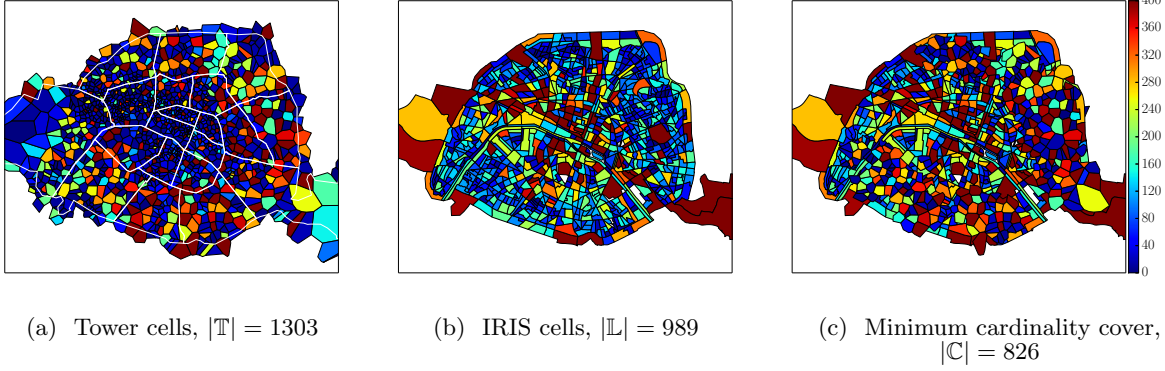 400
360
320
280
240
200
160
120
80
40
0
(a) Tower cells, |𝕋| = 1303
(b) IRIS cells, |𝕃| = 989
(c) Minimum cardinality cover,
|ℂ| = 826